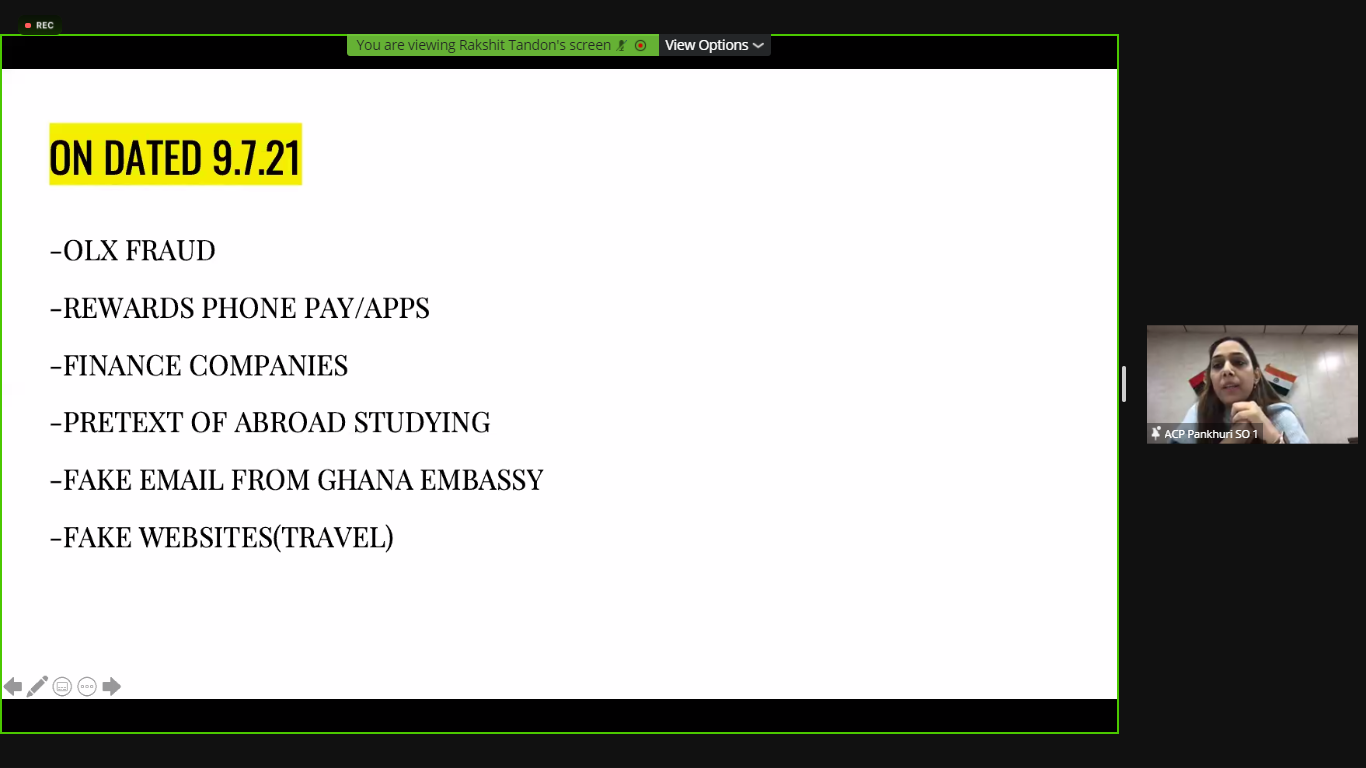 REC
You are viewing Rakshit Tandon's screen
View Options
ON DATED 9.7.21
-OLX FRAUD
-REWARDS PHONE PAY/APPS
-FINANCE COMPANIES
-PRETEXT OF ABROAD STUDYING
-FAKE EMAIL FROM GHANA EMBASSY
-FAKE WEBSITES(TRAVEL)
ACP Pankhuri SO 1